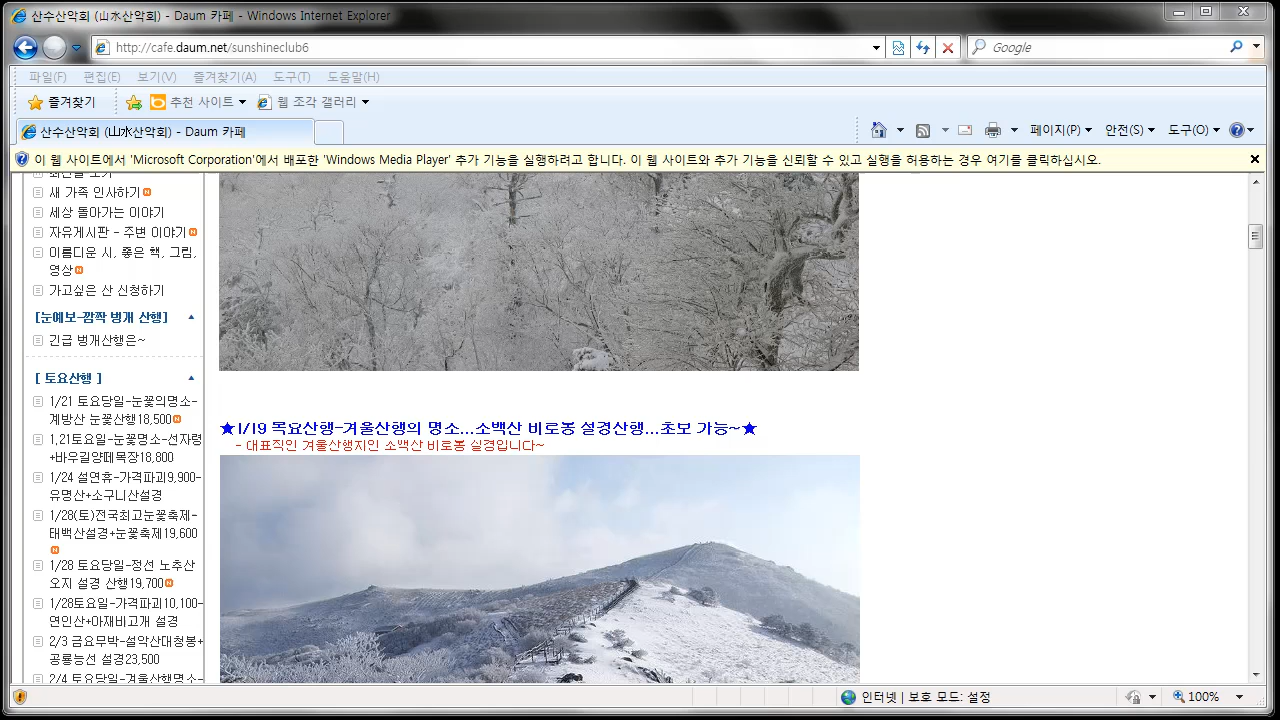 산수산악회 (山水산악회) - Daum 카페 - Windows Internet Explorer
http://cafe.daum.net/sunshineclub6
Google
파일(F) 편집(E) 보기(V) 즐겨찾기(A) 도구(T) 도움말(H)
즐겨찾기 추천 사이트 웹 조각 갤러리
산수산악회 (山水산악회) - Daum 카페
페이지(P) 안전(S) 도구(O)
이 웹 사이트에서 'Microsoft Corporation'에서 배포한 'Windows Media Player' 추가 기능을 실행하려고 합니다. 이 웹 사이트와 추가 기능을 신뢰할 수 있고 실행을 허용하는 경우 여기를 클릭하십시오.
새 가족 인사하기
세상 돌아가는 이야기
자유게시판 - 주변 이야기
이름디운 시, 좋은 책, 그림,
영상
가고싶은 산 신청하기
[눈예보-깜짝 벙개 산행]
긴급 벙개산행은~
[ 토요산행 ]
1/21 토요당일-눈꽃의명소-
계방산 눈꽃산행18,500
1,21토요일-눈꽃명소-선자령
+바우길양떼목장18,800
1/24 설연휴-가격파괴9,900-
유명산+소구니산설경
1/28(토)전국최고눈꽃축제-
태백산설경+눈꽃축제19,600
1/28 토요당일-정선 노추산
오지 설경 산행19,700
1/28토요일-가격파괴10,100-
연인산+아재비고개 설경
2/3 금요무박-설악산대청봉+
공룡능선 설경23,500
2/4 토요당일-겨울산행명소-
★1/19 목요산행-겨울산행의 명소...소백산 비로봉 설경산행...초보 가능~★
- 대표적인 겨울산행지인 소백산 비로봉 설경입니다~
인터넷 | 보호 모드: 설정
100%